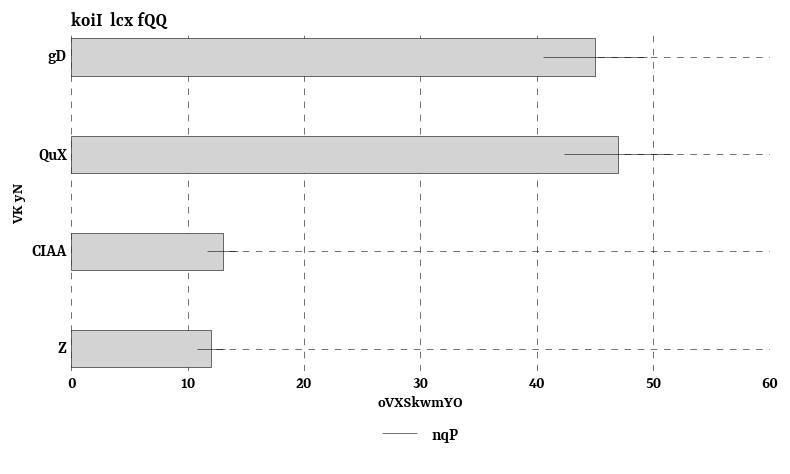 koiI lcx fQQ
gD
QuX
VK yN
CIAA
Z
0 10 20 30 40 50 60
oVXSkwmYO
nqP